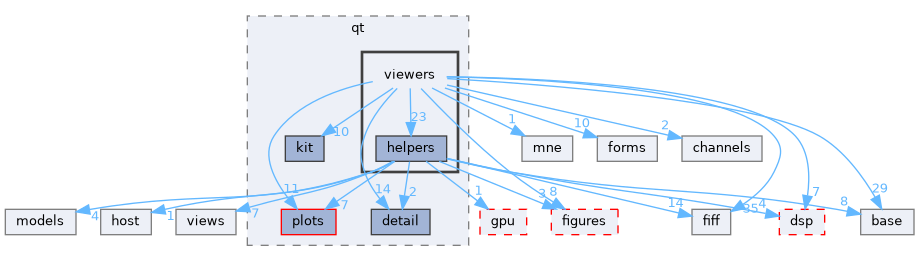 qt
viewers
23
10
1
10
2
kit
helpers
mne
forms
channels
11
14
2
7
1
3
8
14
35
4
7
8
29
4
1
7
models
host
views
plots
detail
gpu
figures
fiff
dsp
base